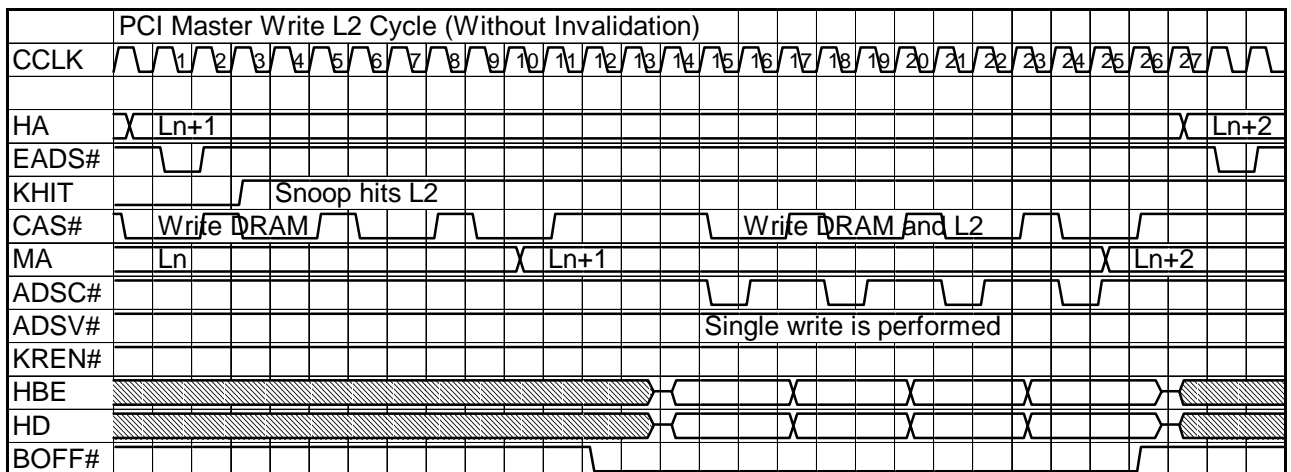 PCI Master Write L2 Cycle (Without Invalidation)
CCLK 1 2 3 4 5 6 7 8 9 10 11 12 13 14 15 16 17 18 19 20 21 22 23 24 25 26 27
HA Ln+1 Ln+2
EADS#
KHIT Snoop hits L2
CAS# Write DRAM Write DRAM and L2
MA Ln Ln+1 Ln+2
ADSC#
ADSV# Single write is performed
KREN#
HBE
HD
BOFF#